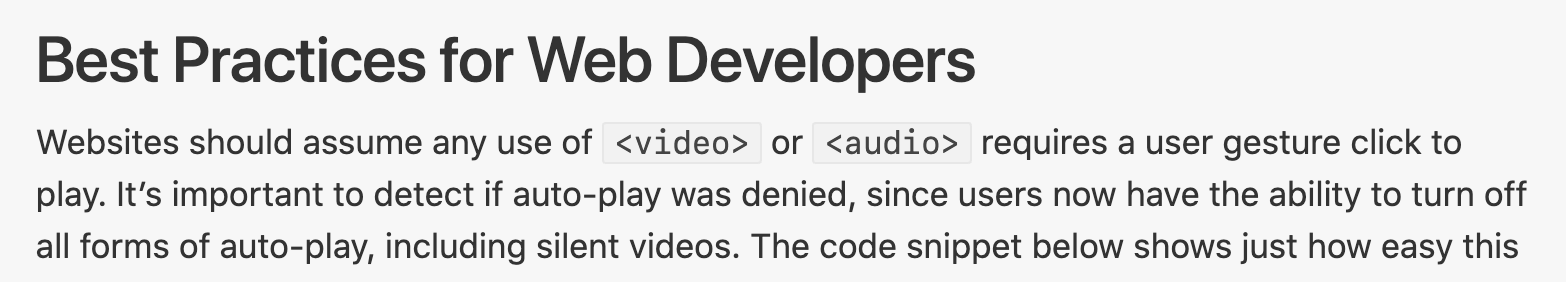 Best Practices for Web Developers
Websites should assume any use of <video> or <audio> requires a user gesture click to
play. It’s important to detect if auto-play was denied, since users now have the ability to turn off
all forms of auto-play, including silent videos. The code snippet below shows just how easy this